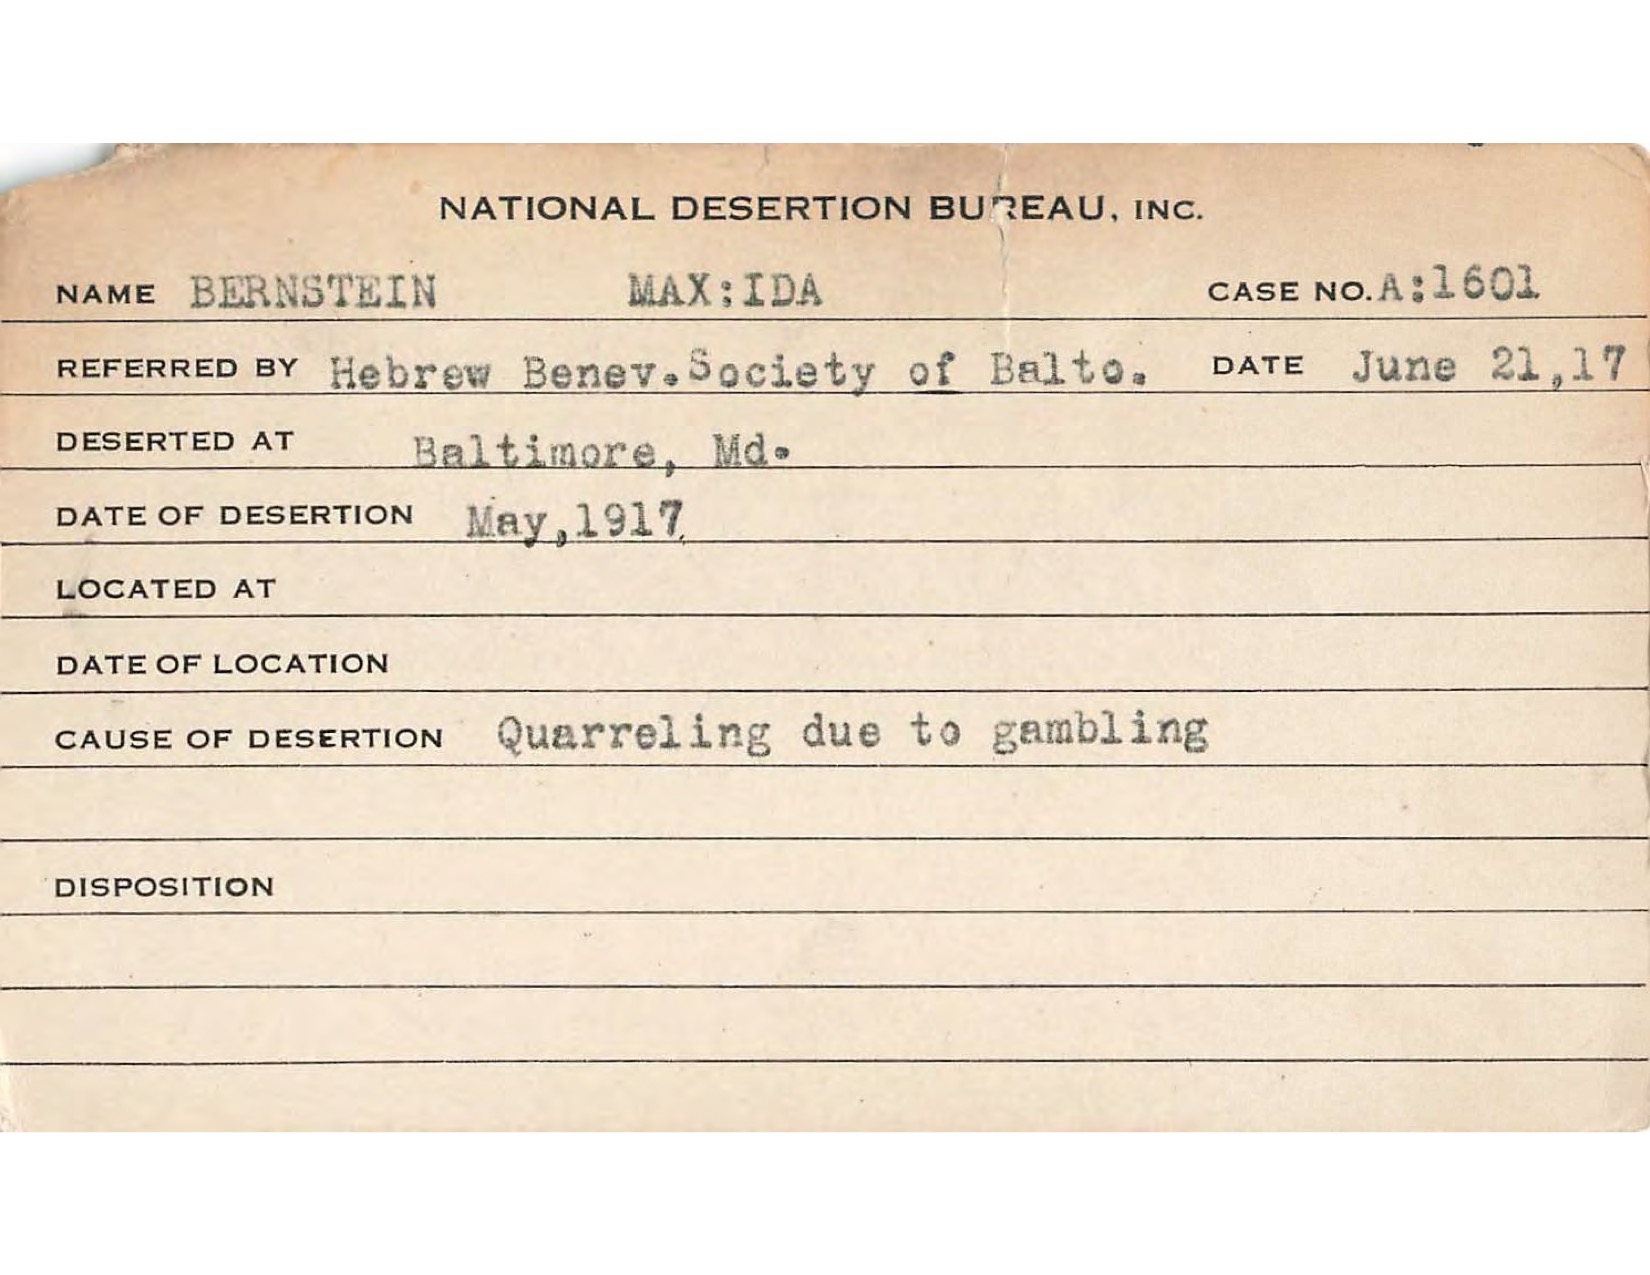 NATIONAL DESERTION BUREAU, INC.
NAME BERNSTEIN MAX:IDA CASE NO. A:1601
REFERRED BY Hebrew Benev.Society of Balto. DATE June 21,17
DESERTED AT Baltimore, Md.
DATE OF DESERTION May,1917.
LOCATED AT
DATE OF LOCATION
CAUSE OF DESERTION Quarreling due to gambling
DISPOSITION